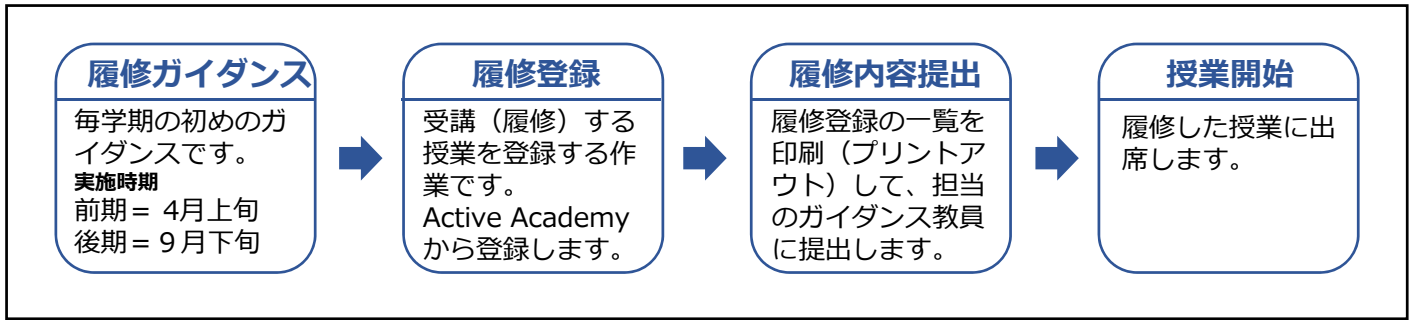 履修ガイダンス
毎学期の初めのガ
イダンスです。
実施時期
前期＝ 4月上旬
後期＝９月下旬
履修登録
受講（履修）する
授業を登録する作
業です。
Active Academy
から登録します。
履修内容提出
履修登録の一覧を
印刷（プリントア
ウト）して、担当
のガイダンス教員
に提出します。
授業開始
履修した授業に出
席します。